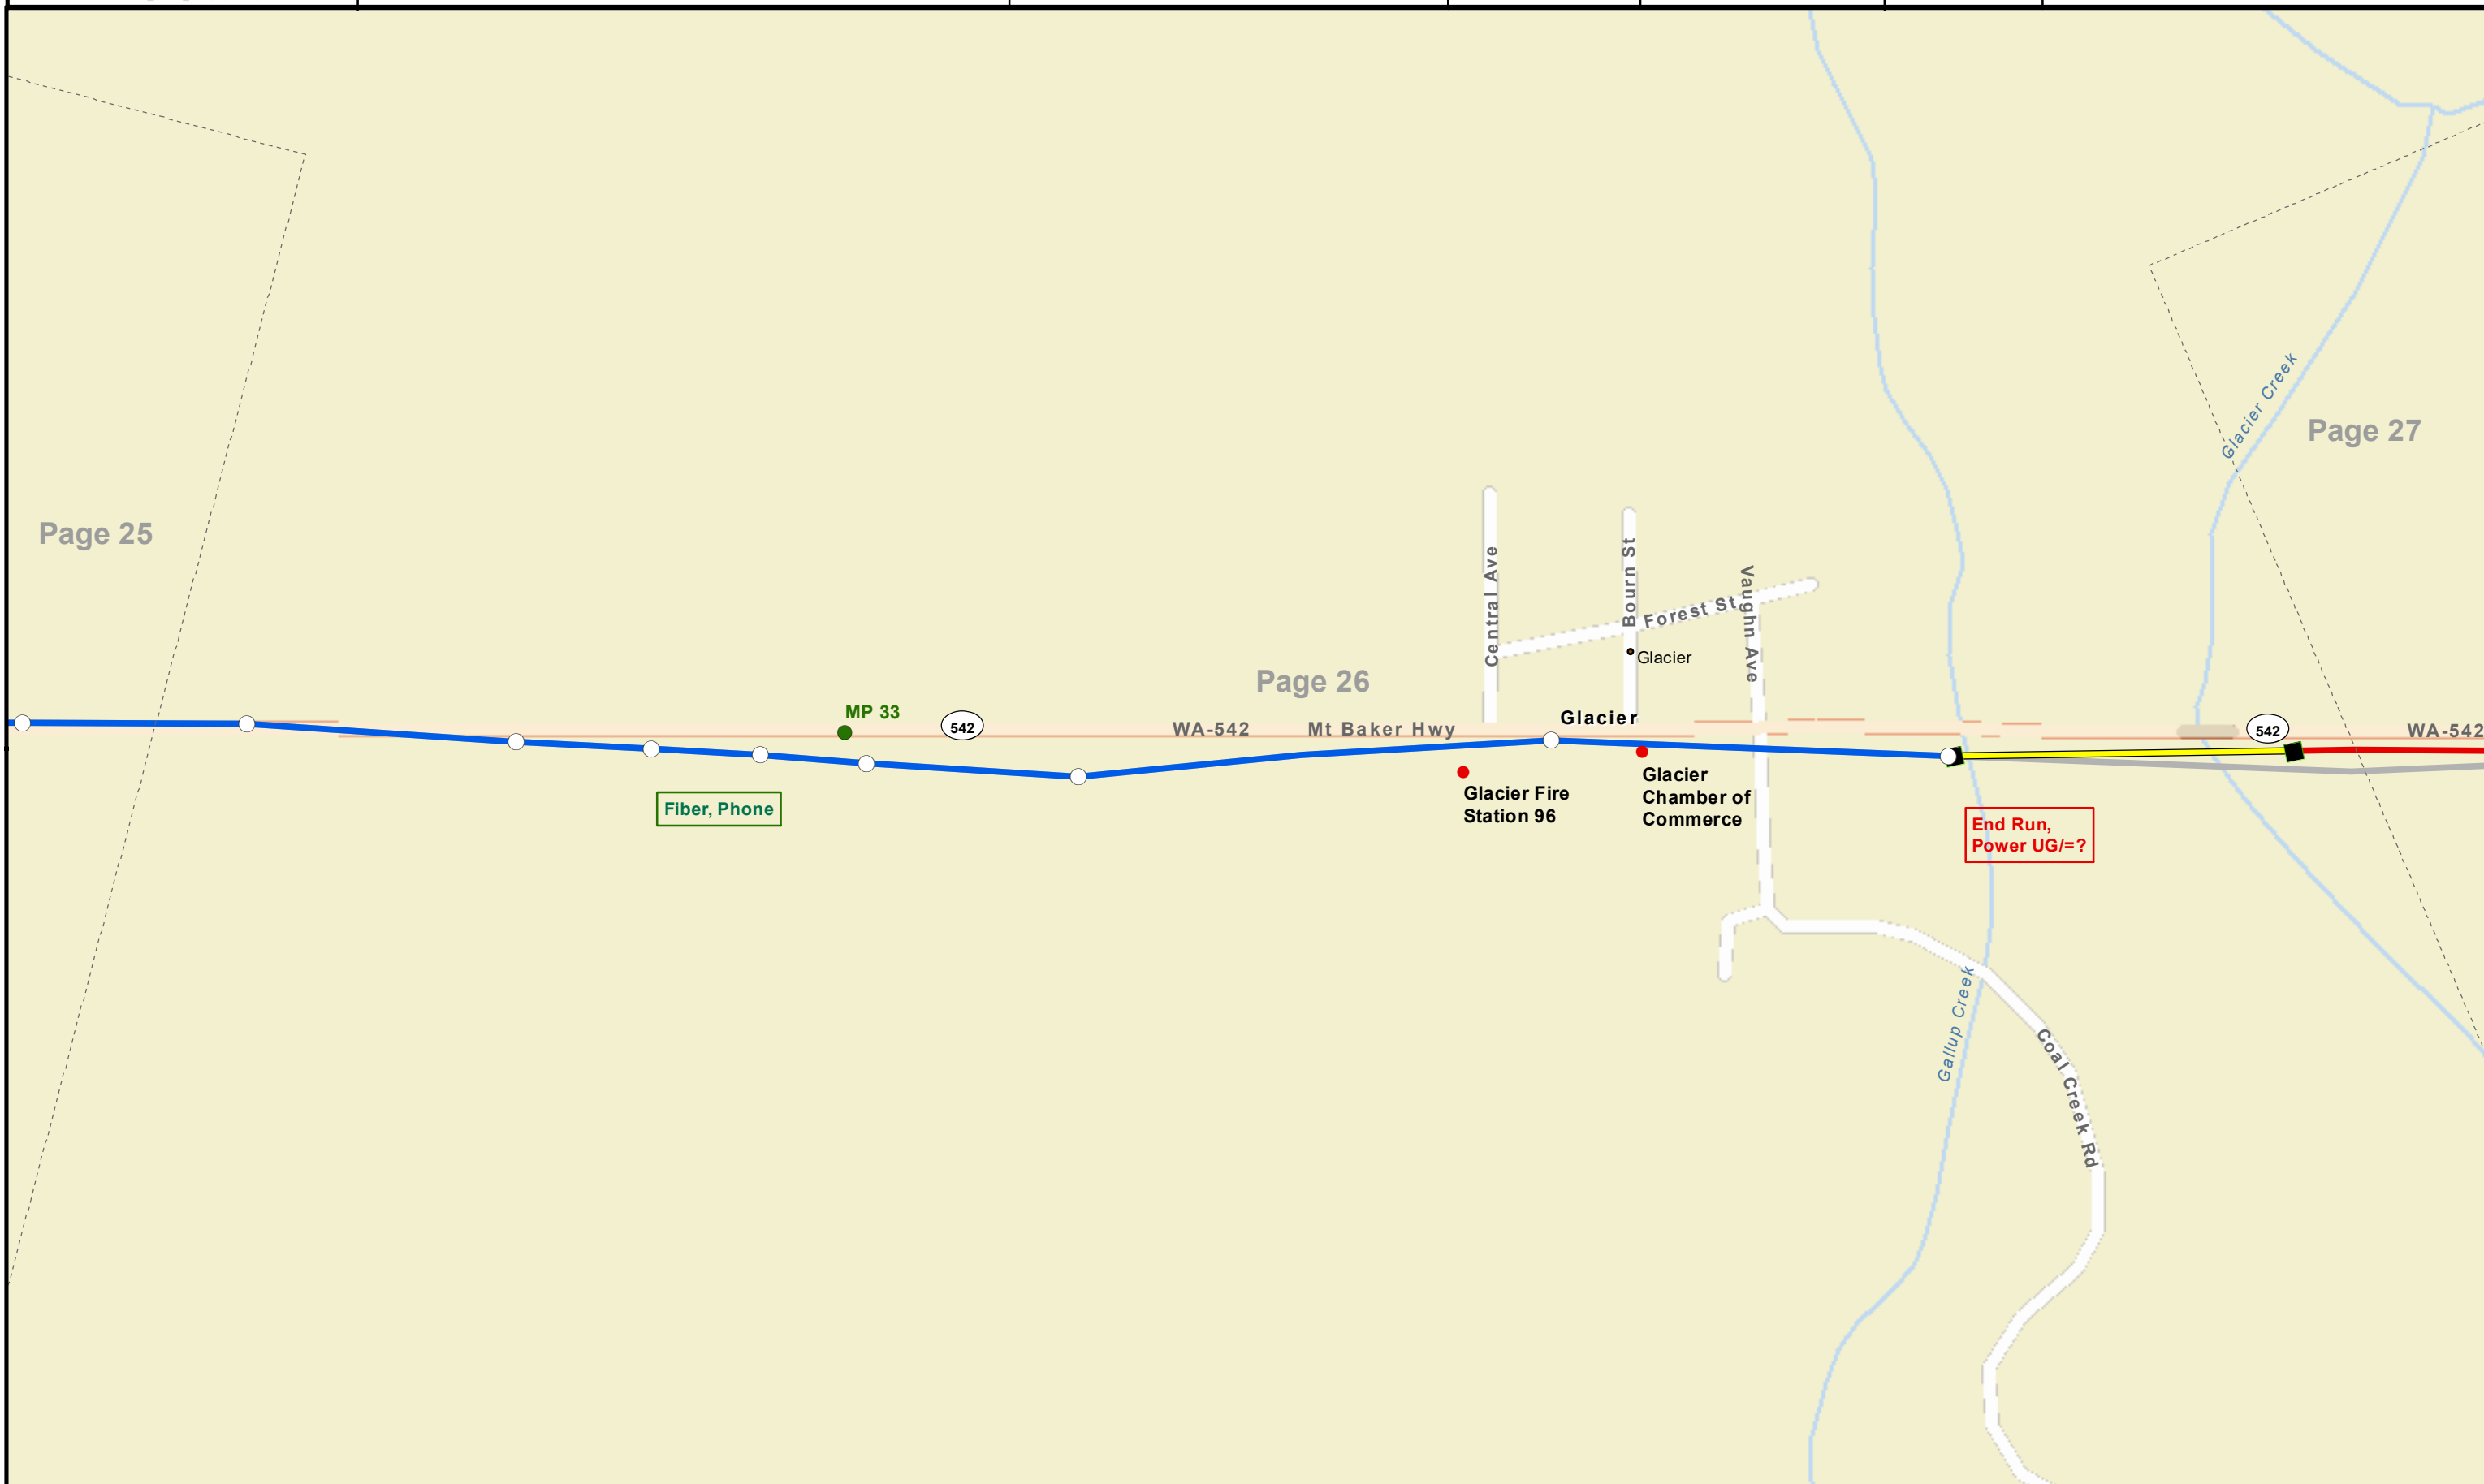 Glacier Creek
Page 27
Page 25
Central Ave
Bourn St
Forest St
Vaughn Ave
Glacier
Page 26
MP 33
542
WA-542
Mt Baker Hwy
Glacier
542
WA-542
Fiber, Phone
Glacier Fire
Station 96
Glacier
Chamber of
Commerce
End Run,
Power UG/=?
Gallup Creek
Coal Creek Rd